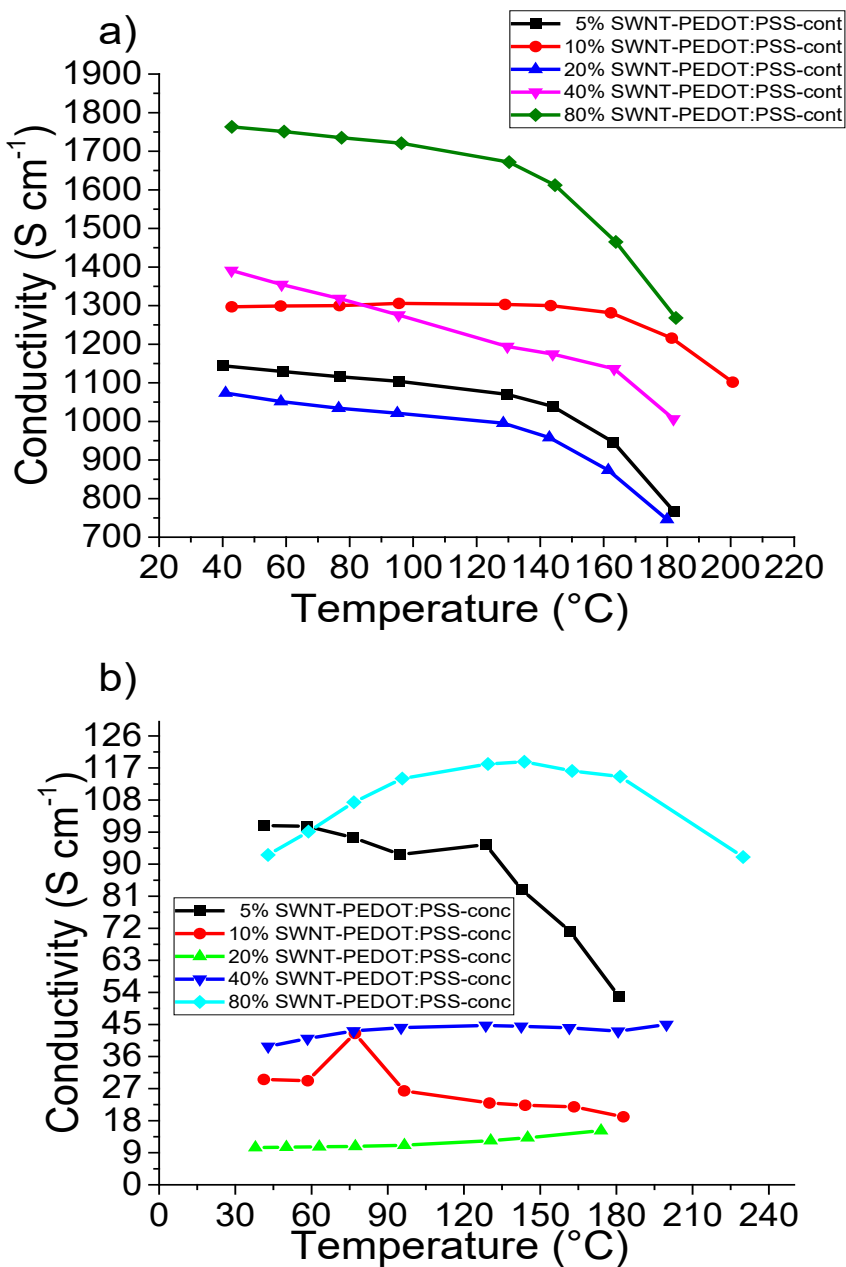 a)
5% SWNT-PEDOT:PSS-cont
10% SWNT-PEDOT:PSS-cont
20% SWNT-PEDOT:PSS-cont
40% SWNT-PEDOT:PSS-cont
80% SWNT-PEDOT:PSS-cont
1900
1800
1700
1600
1500
1400
1300
1200
1100
1000
900
800
700
Conductivity (S cm⁻¹)
20 40 60 80 100 120 140 160 180 200 220
Temperature (°C)
b)
126
117
108
99
90
81
72
63
54
45
36
27
18
9
0
Conductivity (S cm⁻¹)
5% SWNT-PEDOT:PSS-conc
10% SWNT-PEDOT:PSS-conc
20% SWNT-PEDOT:PSS-conc
40% SWNT-PEDOT:PSS-conc
80% SWNT-PEDOT:PSS-conc
0 30 60 90 120 150 180 210 240
Temperature (°C)